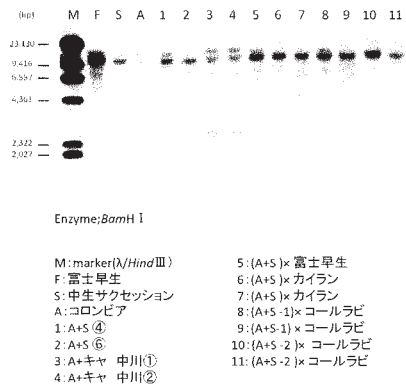 (kbp) M F S A 1 2 3 4 5 6 7 8 9 10 11
23,130
9,416
6,557
4,361
2,322
2,027
Enzyme;BamH I
M:marker(λ/Hind III)
F:富士早生
S:中生サクセッション
A:コロンビア
1:A+S ④
2:A+S ⑥
3:A+キャ 中川①
4:A+キャ 中川②
5:(A+S)× 富士早生
6:(A+S)× カイラン
7:(A+S)× カイラン
8:(A+S-1)× コールラビ
9:(A+S-1)× コールラビ
10:(A+S-2)× コールラビ
11:(A+S-2)× コールラビ